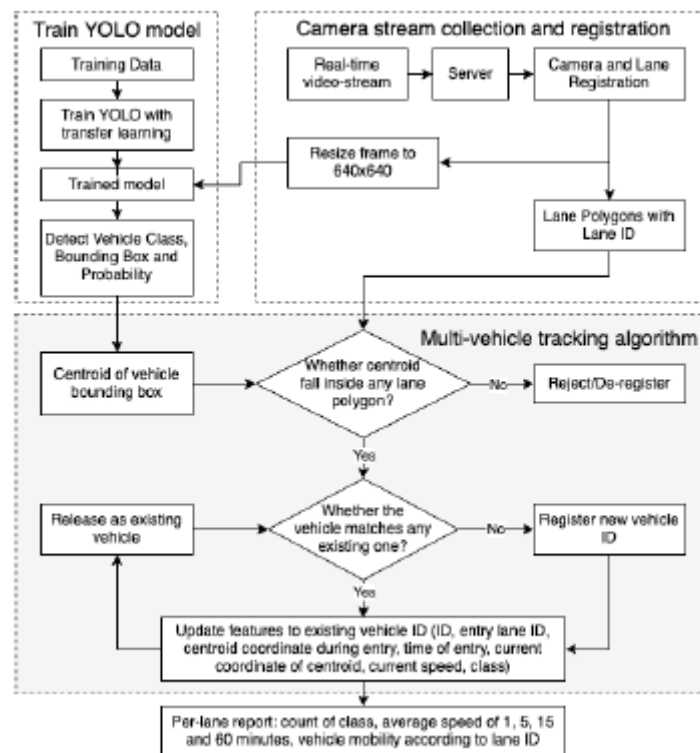 Train YOLO model
Training Data
Train YOLO with
transfer learning
Trained model
Detect Vehicle Class,
Bounding Box and
Probability
Camera stream collection and registration
Real-time
video-stream
Server
Camera and Lane
Registration
Resize frame to
640x640
Lane Polygons with
Lane ID
Multi-vehicle tracking algorithm
Centroid of vehicle
bounding box
Whether centroid
fall inside any lane
polygon?
No
Reject/De-register
Yes
Release as existing
vehicle
Whether the
vehicle matches any
existing one?
No
Register new vehicle
ID
Yes
Update features to existing vehicle ID (ID, entry lane ID,
centroid coordinate during entry, time of entry, current
coordinate of centroid, current speed, class)
Per-lane report: count of class, average speed of 1, 5, 15
and 60 minutes, vehicle mobility according to lane ID